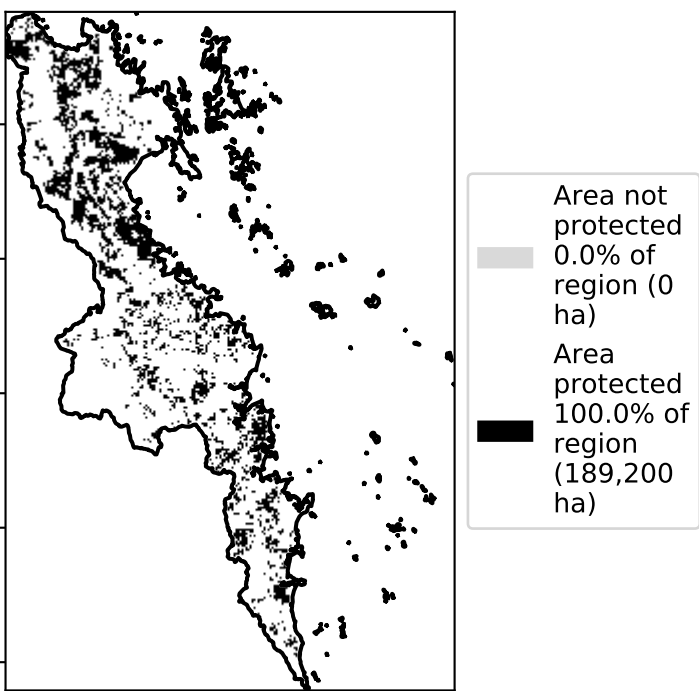 Area not
protected
0.0% of
region (0
ha)
Area
protected
100.0% of
region
(189,200
ha)